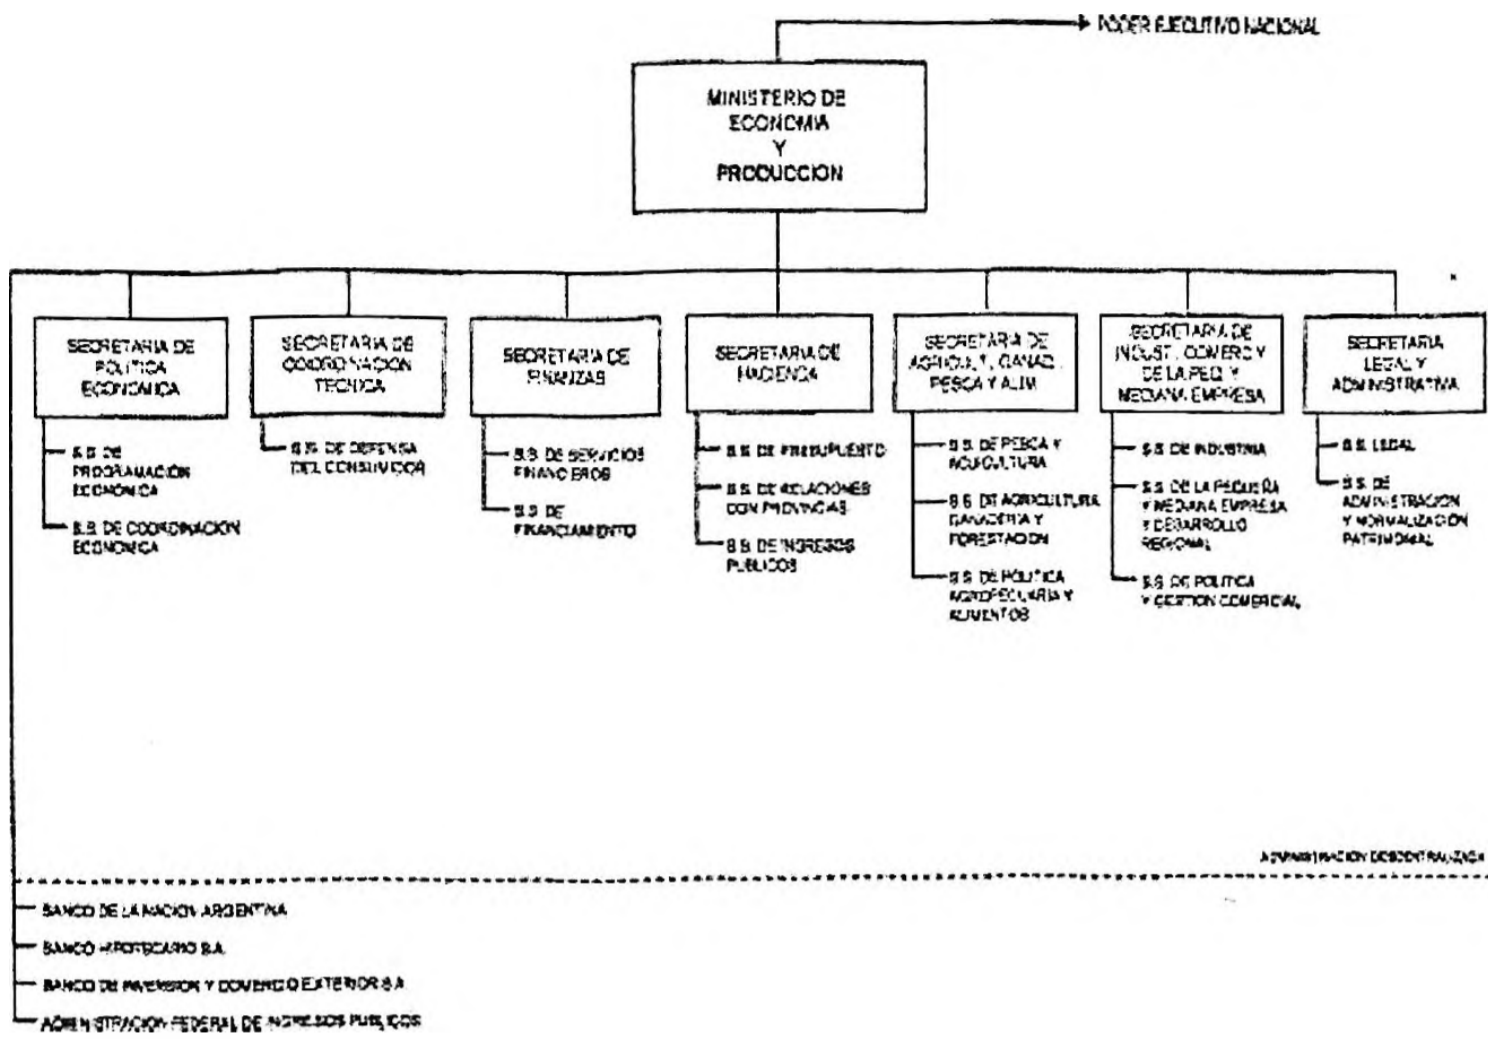 PODER EJECUTIVO NACIONAL
MINISTERIO DE
ECONOMIA
Y
PRODUCCION
SECRETARIA DE
POLITICA
ECONOMICA
S.S. DE
PROGRAMACIÓN
ECONÓMICA
S.S. DE COORDINACION
ECONOMICA
SECRETARIA DE
COORDINACION
TECNICA
S.S. DE DEFENSA
DEL CONSUMIDOR
SECRETARIA DE
FINANZAS
S.S. DE SERVICIOS
FINANCIEROS
S.S. DE
FINANCIAMIENTO
SECRETARIA DE
HACIENDA
S.S. DE PRESUPUESTO
S.S. DE RELACIONES
CON PROVINCIAS
S.S. DE INGRESOS
PUBLICOS
SECRETARIA DE
AGRICULT., GANAD.,
PESCA Y ALIM.
S.S. DE PESCA Y
ACUICULTURA
S.S. DE AGRICULTURA,
GANADERIA Y
FORESTACION
S.S. DE POLITICA
AGROPECUARIA Y
ALIMENTOS
SECRETARIA DE
INDUST., COMERC Y
DE LA PEQ. Y
MEDIANA EMPRESA
S.S. DE INDUSTRIA
S.S. DE LA PEQUEÑA
Y MEDIANA EMPRESA
Y DESARROLLO
REGIONAL
S.S. DE POLITICA
Y GESTION COMERCIAL
SECRETARIA
LEGAL Y
ADMINISTRATIVA
S.S. LEGAL
S.S. DE
ADMINISTRACION
Y NORMALIZACIÓN
PATRIMONIAL
ADMINISTRACION DESCENTRALIZADA
BANCO DE LA NACION ARGENTINA
BANCO HIPOTECARIO S.A.
BANCO DE INVERSION Y COMERCIO EXTERIOR S.A.
ADMINISTRACION FEDERAL DE INGRESOS PUBLICOS